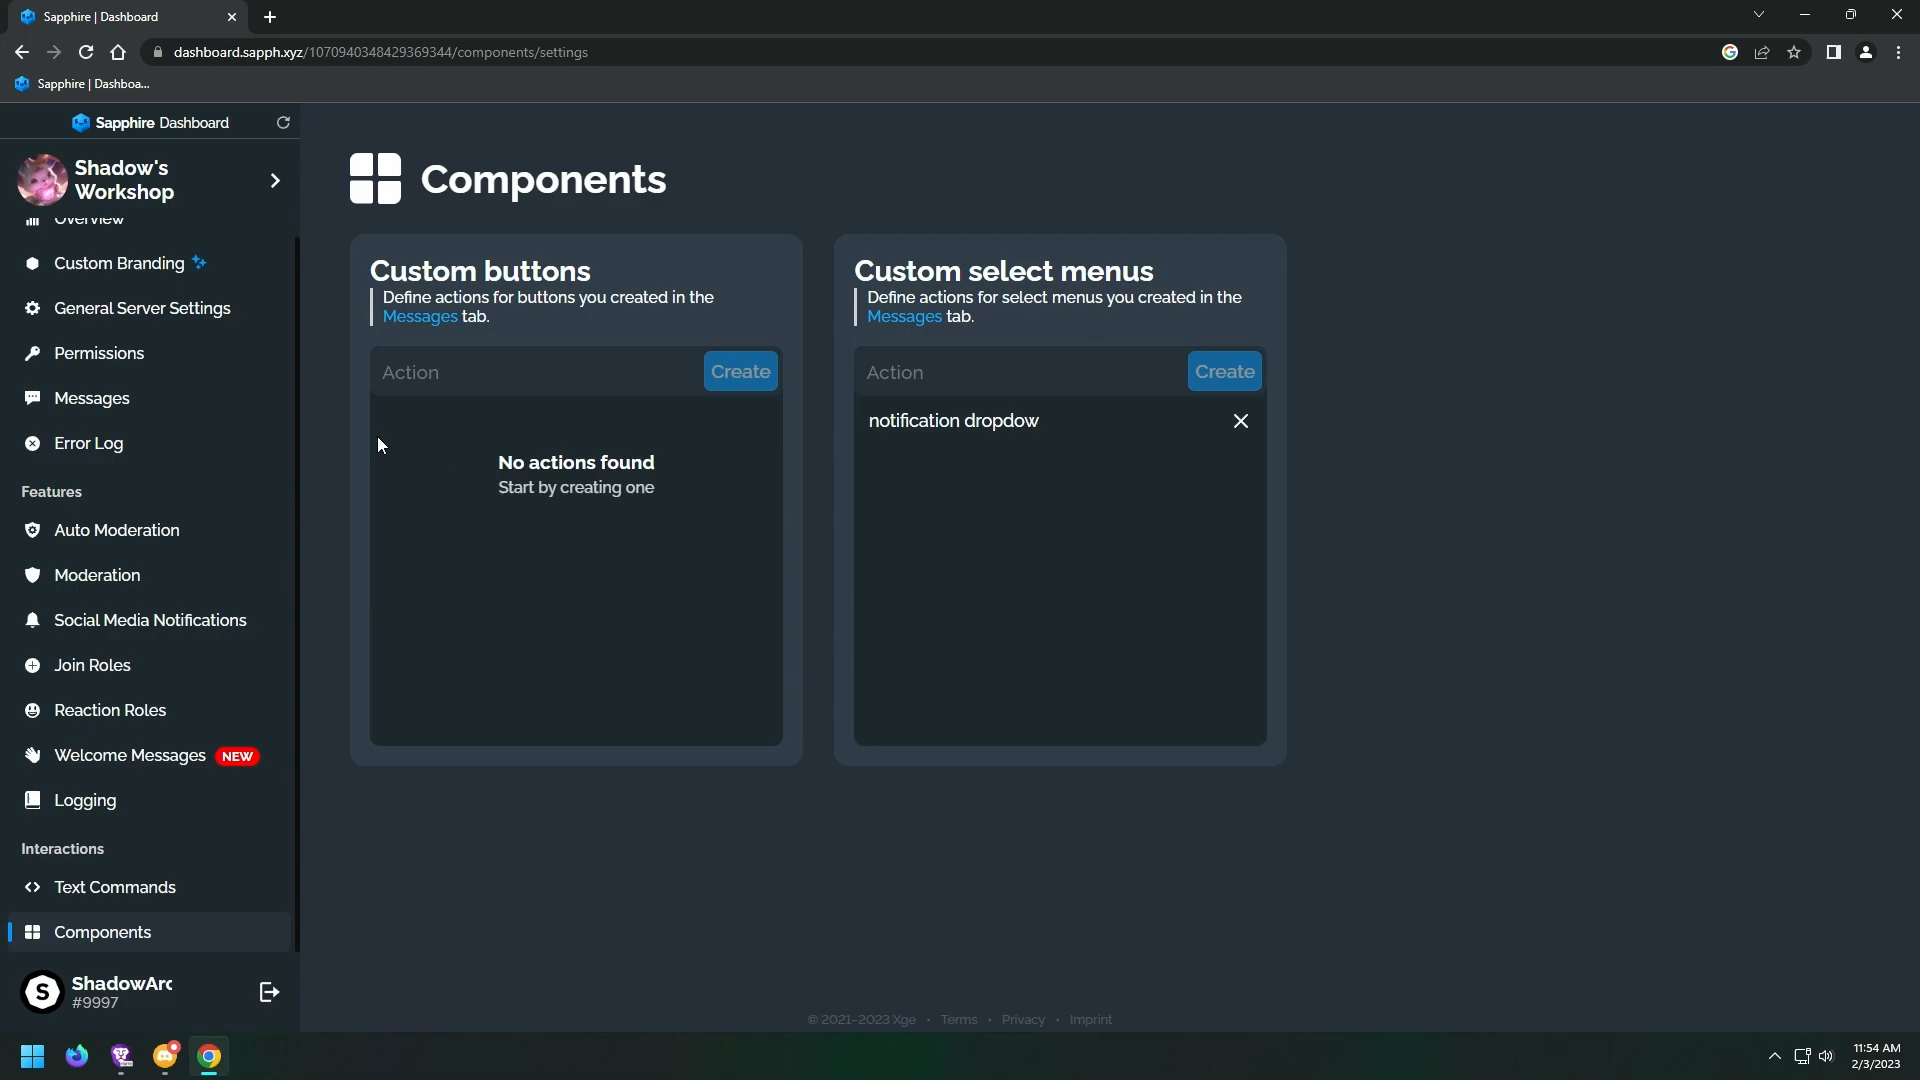 Sapphire | Dashboard
dashboard.sapph.xyz/1070940348429369344/components/settings
Sapphire | Dashboa...
Sapphire Dashboard
Shadow's
Workshop
Overview
Custom Branding
General Server Settings
Permissions
Messages
Error Log
Features
Auto Moderation
Moderation
Social Media Notifications
Join Roles
Reaction Roles
Welcome Messages NEW
Logging
Interactions
Text Commands
Components
S
ShadowArc
#9997
Components
Custom buttons
Define actions for buttons you created in the
Messages tab.
Action
Create
No actions found
Start by creating one
Custom select menus
Define actions for select menus you created in the
Messages tab.
Action
Create
notification dropdow
© 2021-2023 Xge • Terms • Privacy • Imprint
11:54 AM
2/3/2023